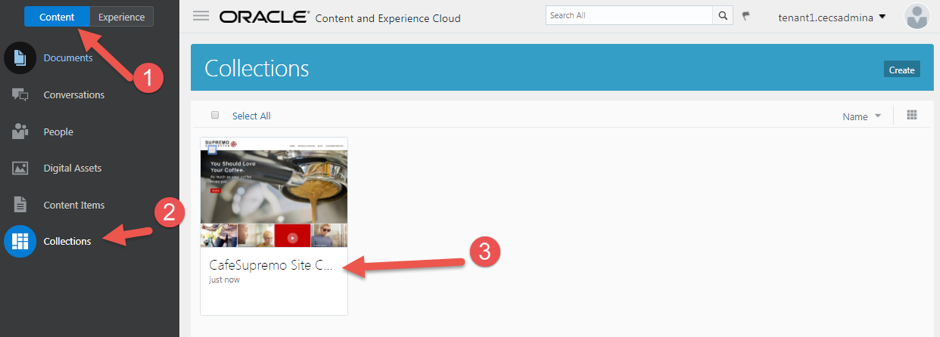 Content Experience
ORACLE Content and Experience Cloud
Search All
tenant1.cecsadmina
1
Documents
Conversations
People
Digital Assets
Content Items
2
Collections
Collections
Create
Select All
Name
SUPREMO
You Should Love
Your Coffee.
3
CafeSupremo Site C...
just now